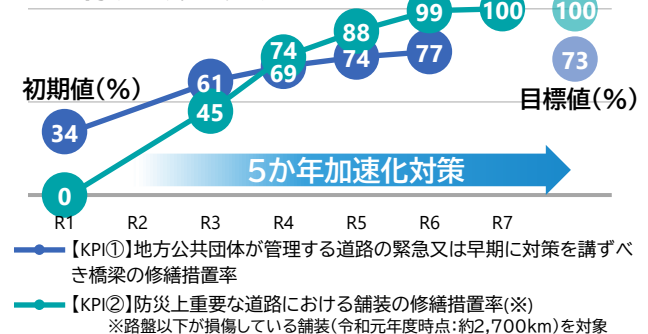 99
100
100
88
74
74
77
73
69
61
初期値(%)
目標値(%)
45
34
5か年加速化対策
0
R1 R2 R3 R4 R5 R6 R7
【KPI①】地方公共団体が管理する道路の緊急又は早期に対策を講ずべ
き橋梁の修繕措置率
【KPI②】防災上重要な道路における舗装の修繕措置率(※)
※路盤以下が損傷している舗装(令和元年度時点:約2,700km)を対象